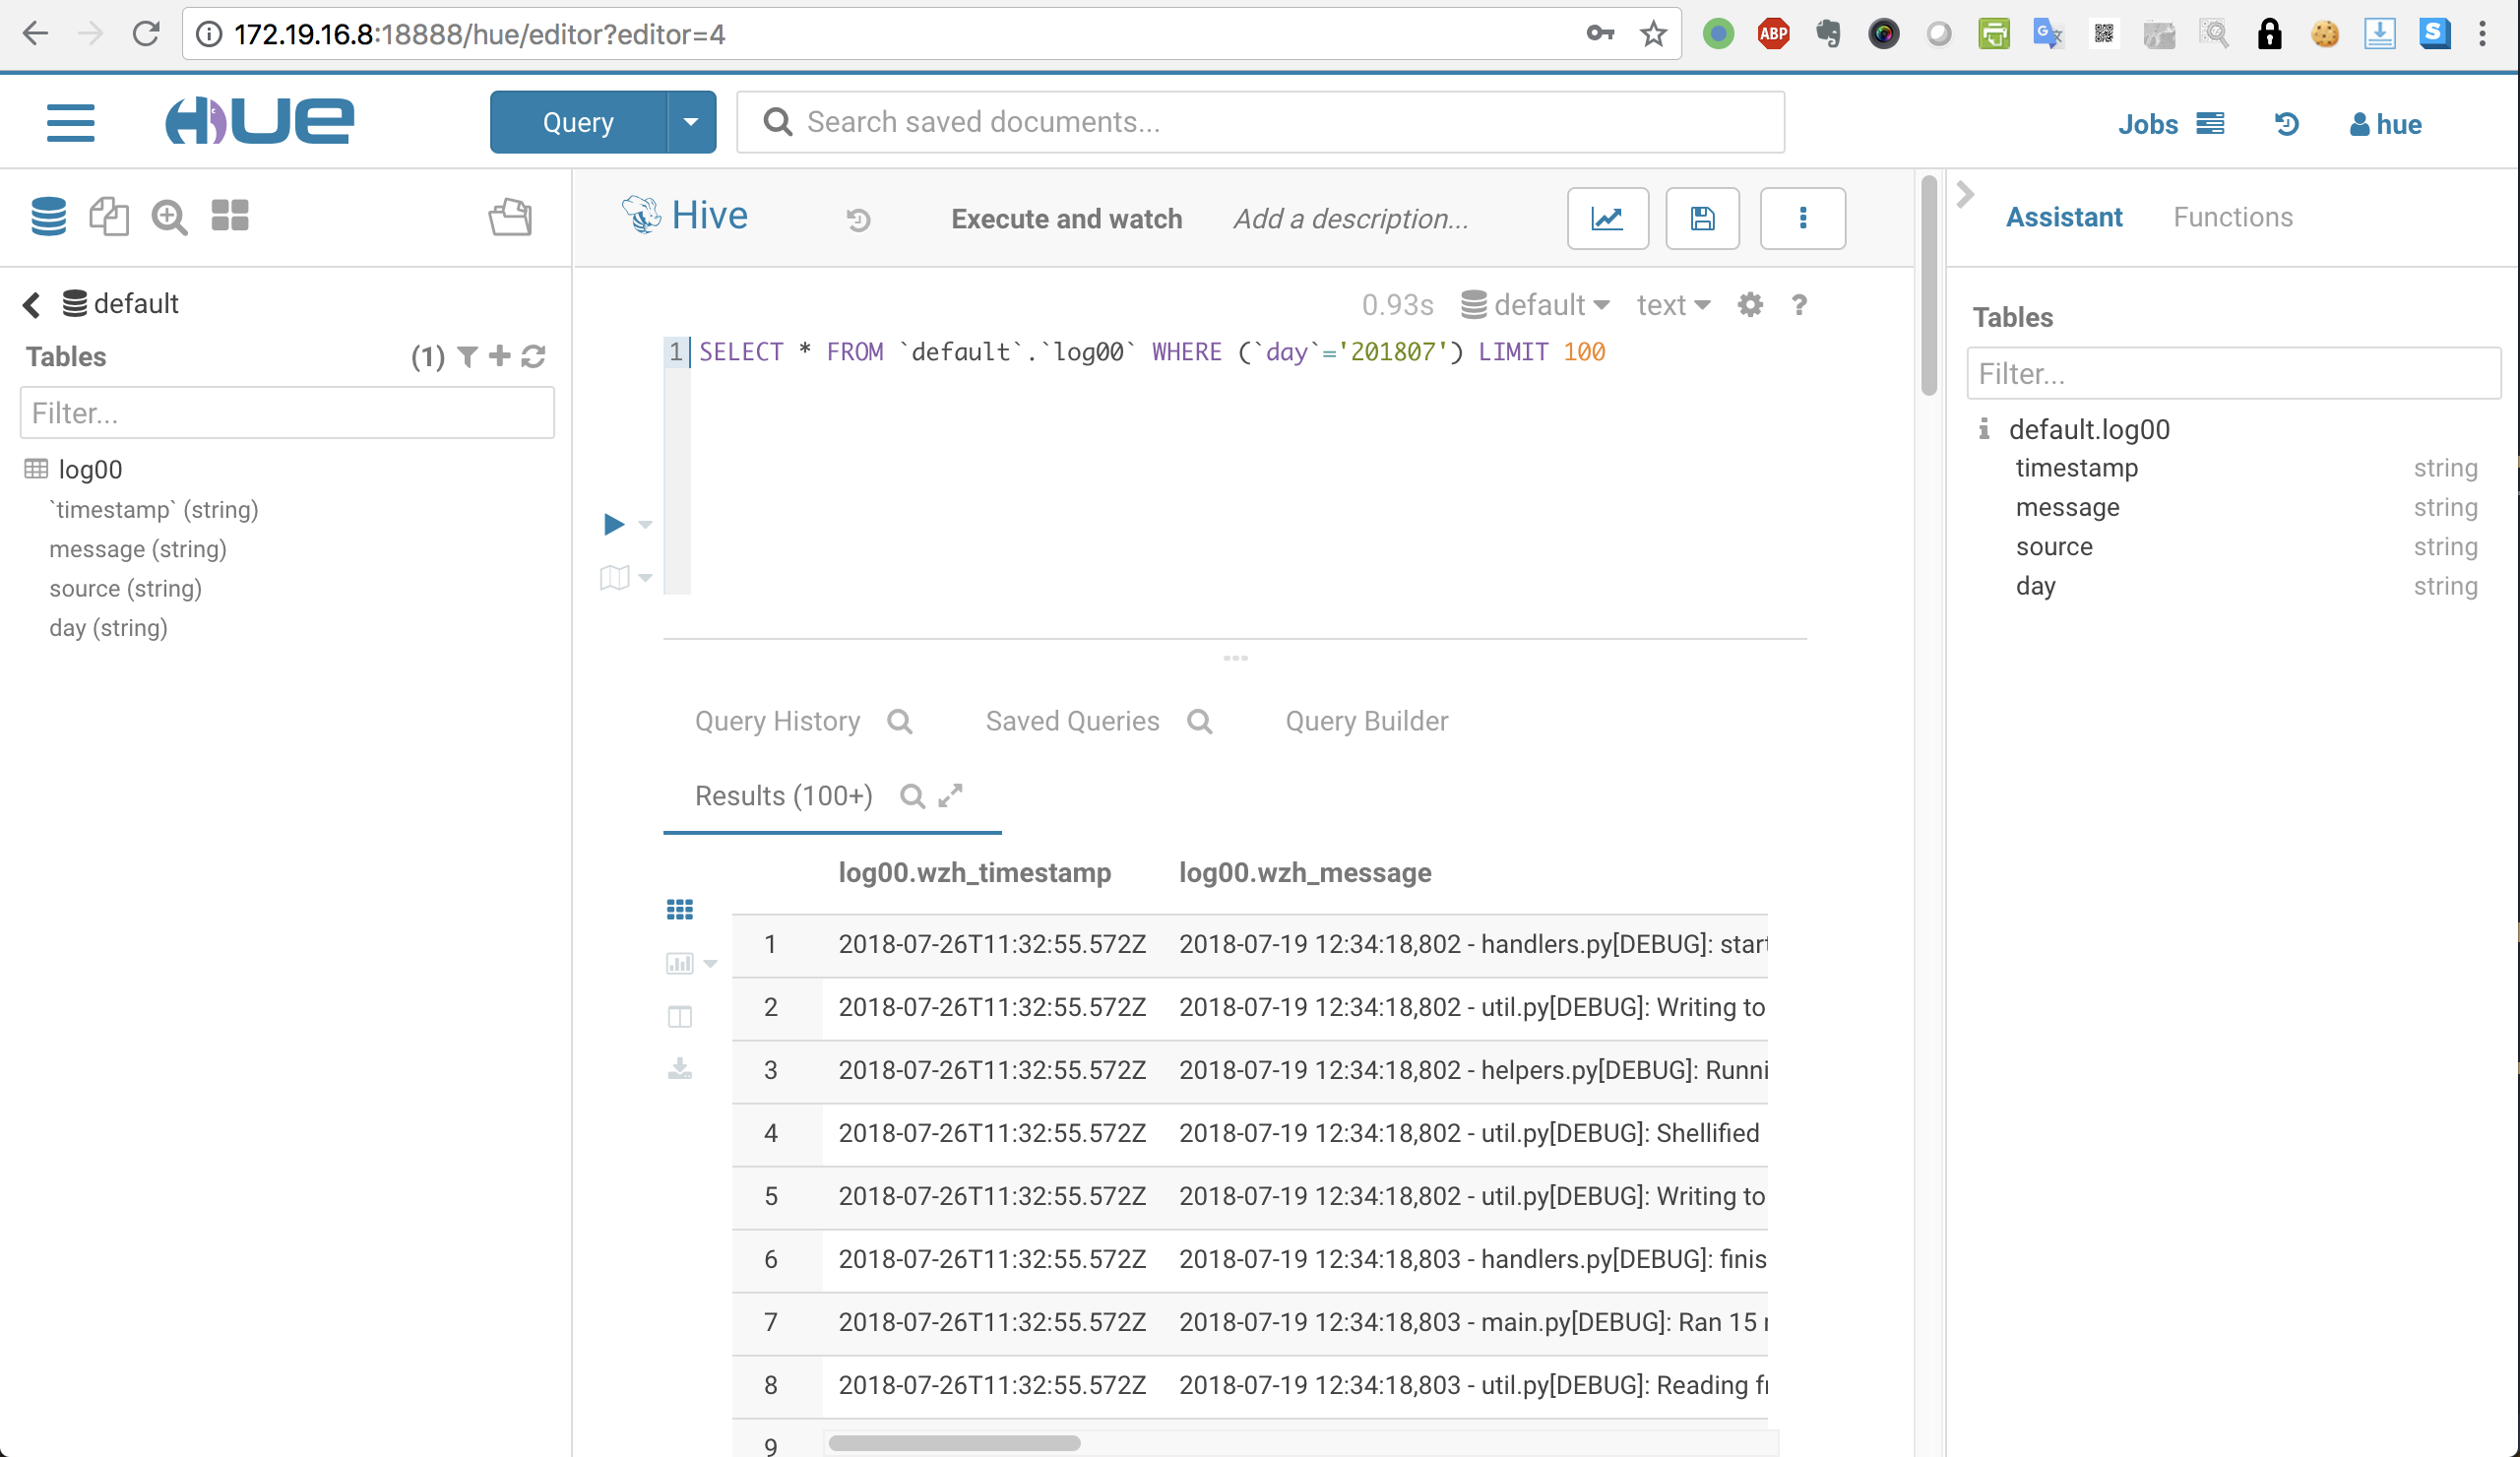 172.19.16.8:18888/hue/editor?editor=4
ABP
S
HUE
Query
Search saved documents...
Jobs
hue
Hive
Execute and watch
Add a description...
Assistant
Functions
default
Tables
(1)
Filter...
log00
`timestamp` (string)
message (string)
source (string)
day (string)
0.93s
default
text
?
1
SELECT * FROM `default`.`log00` WHERE (`day`='201807') LIMIT 100
Query History
Saved Queries
Query Builder
Results (100+)
log00.wzh_timestamp
log00.wzh_message
1 2018-07-26T11:32:55.572Z 2018-07-19 12:34:18,802 - handlers.py[DEBUG]: start
2 2018-07-26T11:32:55.572Z 2018-07-19 12:34:18,802 - util.py[DEBUG]: Writing to
3 2018-07-26T11:32:55.572Z 2018-07-19 12:34:18,802 - helpers.py[DEBUG]: Runni
4 2018-07-26T11:32:55.572Z 2018-07-19 12:34:18,802 - util.py[DEBUG]: Shellified
5 2018-07-26T11:32:55.572Z 2018-07-19 12:34:18,802 - util.py[DEBUG]: Writing to
6 2018-07-26T11:32:55.572Z 2018-07-19 12:34:18,803 - handlers.py[DEBUG]: finis
7 2018-07-26T11:32:55.572Z 2018-07-19 12:34:18,803 - main.py[DEBUG]: Ran 15
8 2018-07-26T11:32:55.572Z 2018-07-19 12:34:18,803 - util.py[DEBUG]: Reading
9
Tables
Filter...
default.log00
timestamp string
message string
source string
day string